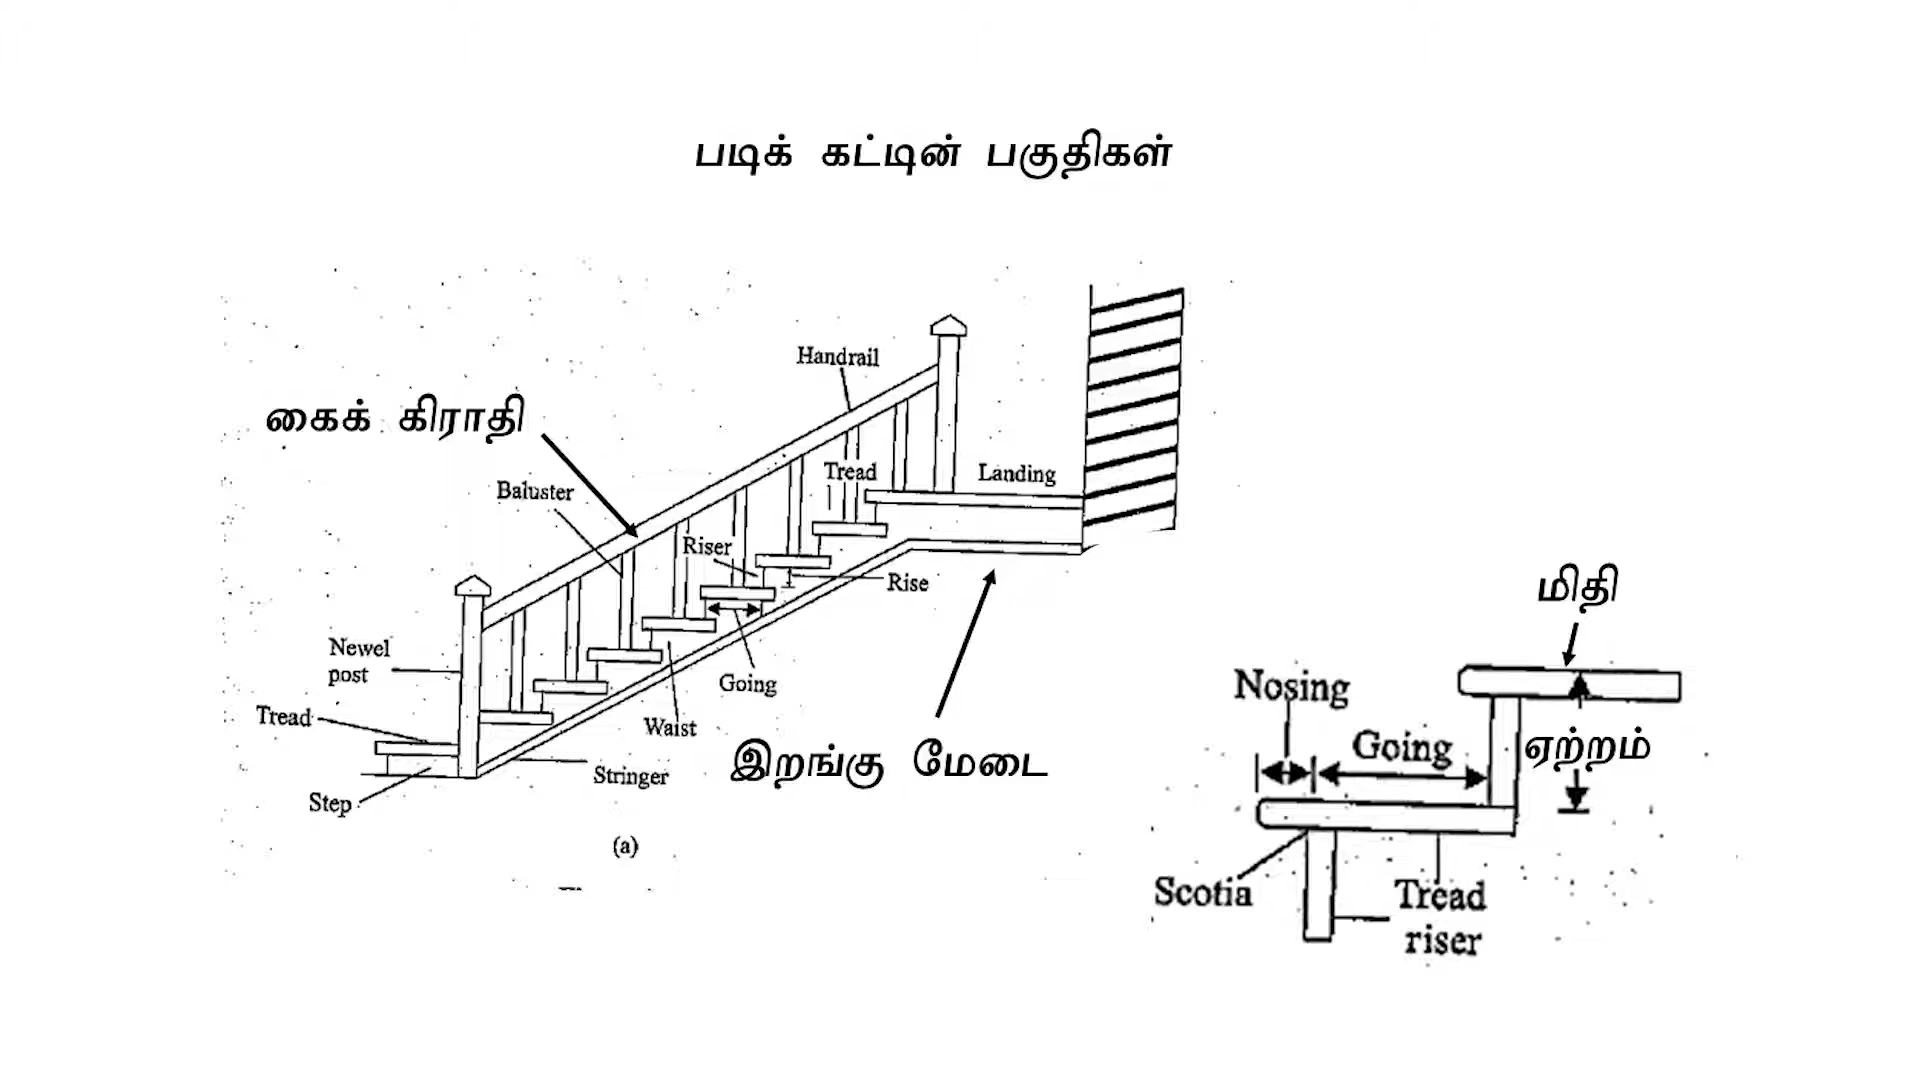 படிக் கட்டின் பகுதிகள்
Handrail
கைக் கிராதி
Baluster
Tread
Landing
Riser
Rise
Newel
post
Going
Tread
Waist
Stringer
Step
இறங்கு மேடை
(a)
மிதி
Nosing
Going
ஏற்றம்
Scotia
Tread
riser